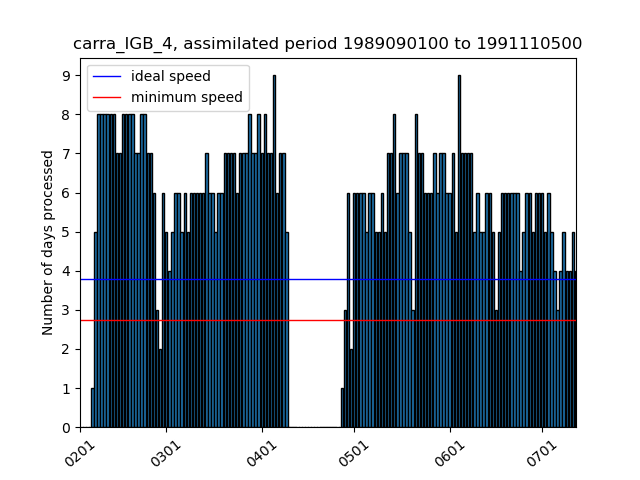 carra_IGB_4, assimilated period 1989090100 to 1991110500
ideal speed
minimum speed
Number of days processed
9
8
7
6
5
4
3
2
1
0
0201 0301 0401 0501 0601 0701